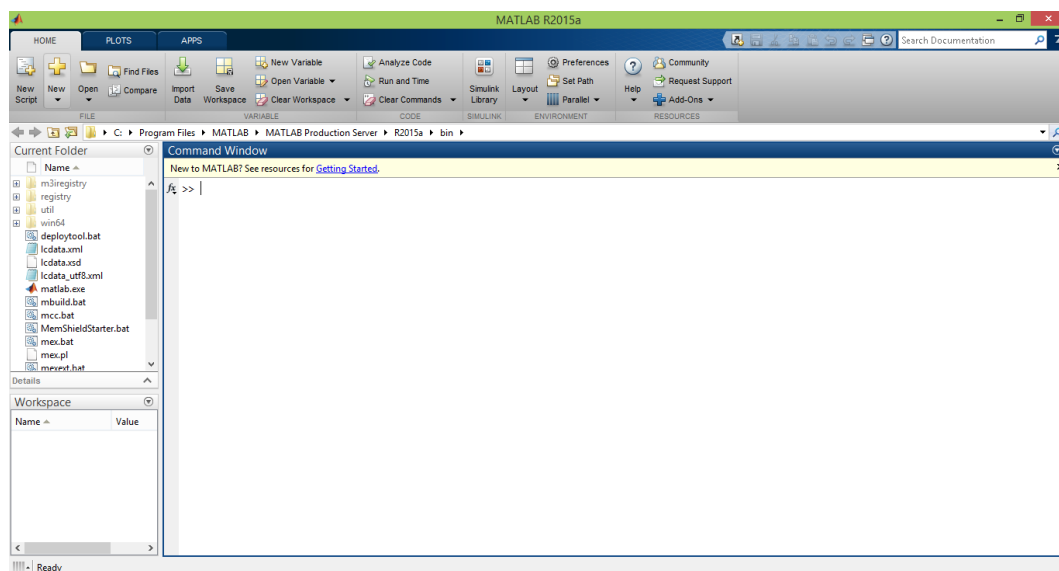 MATLAB R2015a
HOME PLOTS APPS
Search Documentation
New Script
New
Open
Find Files
Compare
Import Data
Save Workspace
New Variable
Open Variable
Clear Workspace
Analyze Code
Run and Time
Clear Commands
Simulink Library
Layout
Preferences
Set Path
Parallel
Help
Community
Request Support
Add-Ons
FILE VARIABLE CODE SIMULINK ENVIRONMENT RESOURCES
C: Program Files MATLAB MATLAB Production Server R2015a bin
Current Folder
Name
m3iregistry
registry
util
win64
deploytool.bat
lcdata.xml
lcdata.xsd
lcdata_utf8.xml
matlab.exe
mbuild.bat
mcc.bat
MemShieldStarter.bat
mex.bat
mex.pl
mexext.bat
Details
Workspace
Name Value
Command Window
New to MATLAB? See resources for Getting Started.
fx >>
Ready